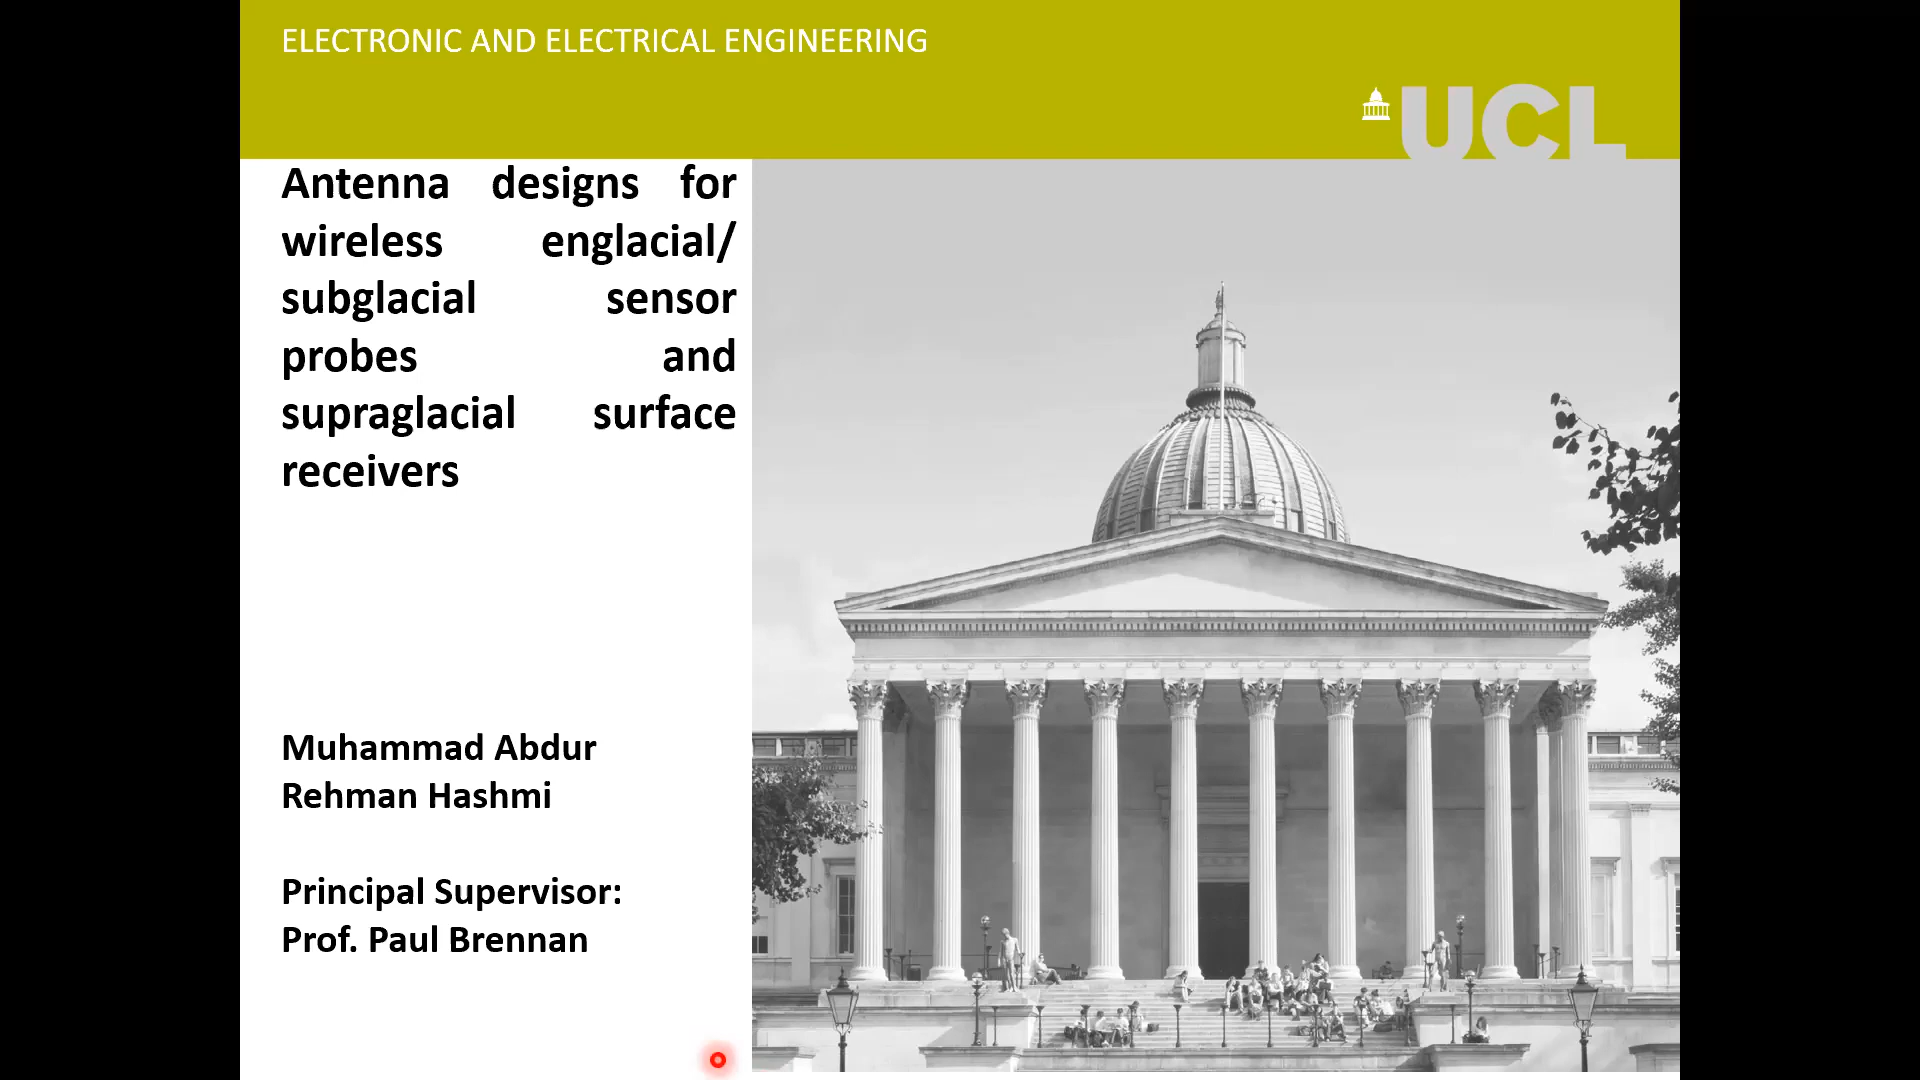 ELECTRONIC AND ELECTRICAL ENGINEERING
UCL
Antenna designs for
wireless englacial/
subglacial sensor
probes and
supraglacial surface
receivers
Muhammad Abdur
Rehman Hashmi
Principal Supervisor:
Prof. Paul Brennan